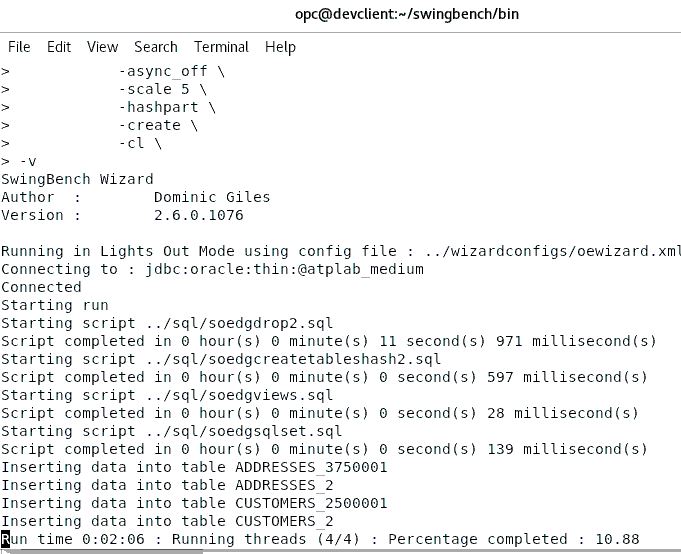 opc@devclient:~/swingbench/bin
File Edit View Search Terminal Help
> -async_off \
> -scale 5 \
> -hashpart \
> -create \
> -cl \
> -v
SwingBench Wizard
Author : Dominic Giles
Version : 2.6.0.1076
Running in Lights Out Mode using config file : ../wizardconfigs/oewizard.xml
Connecting to : jdbc:oracle:thin:@atplab_medium
Connected
Starting run
Starting script ../sql/soedgdrop2.sql
Script completed in 0 hour(s) 0 minute(s) 11 second(s) 971 millisecond(s)
Starting script ../sql/soedgcreatetableshash2.sql
Script completed in 0 hour(s) 0 minute(s) 0 second(s) 597 millisecond(s)
Starting script ../sql/soedgviews.sql
Script completed in 0 hour(s) 0 minute(s) 0 second(s) 28 millisecond(s)
Starting script ../sql/soedgsqlset.sql
Script completed in 0 hour(s) 0 minute(s) 0 second(s) 139 millisecond(s)
Inserting data into table ADDRESSES_3750001
Inserting data into table ADDRESSES_2
Inserting data into table CUSTOMERS_2500001
Inserting data into table CUSTOMERS_2
Run time 0:02:06 : Running threads (4/4) : Percentage completed : 10.88